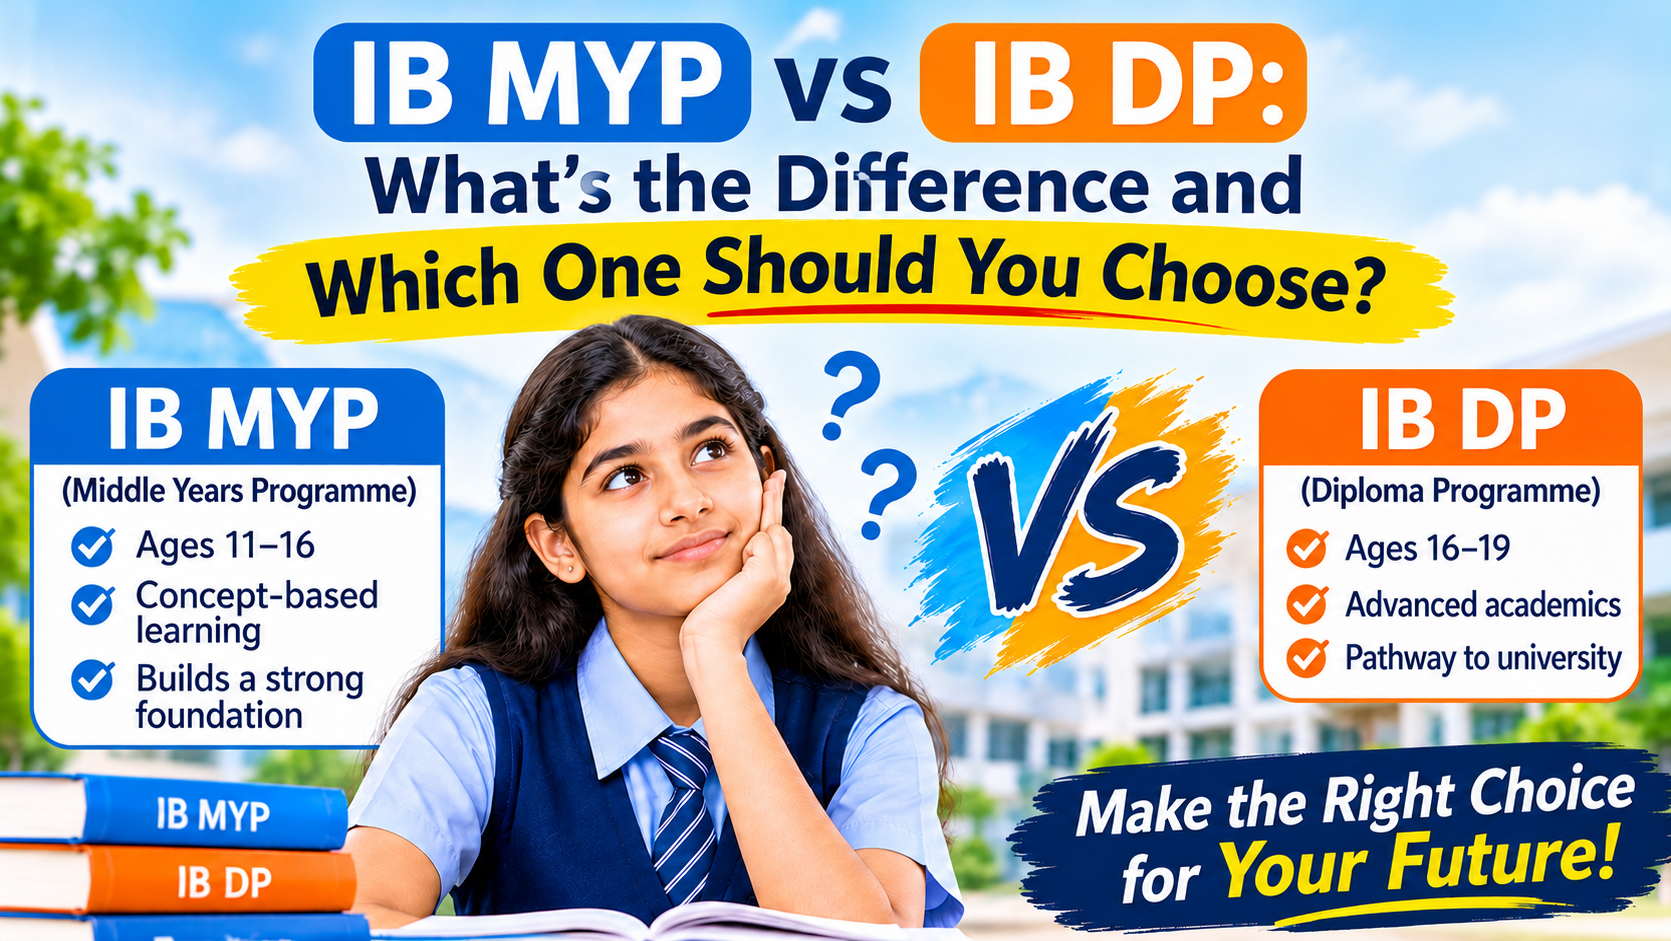 IB MYP vs IB DP:
What's the Difference and
Which One Should You Choose?
IB MYP
(Middle Years Programme)
Ages 11–16
Concept-based
learning
Builds a strong
foundation
? ?
VS
IB DP
(Diploma Programme)
Ages 16–19
Advanced academics
Pathway to university
IB MYP
IB DP
Make the Right Choice
for Your Future!